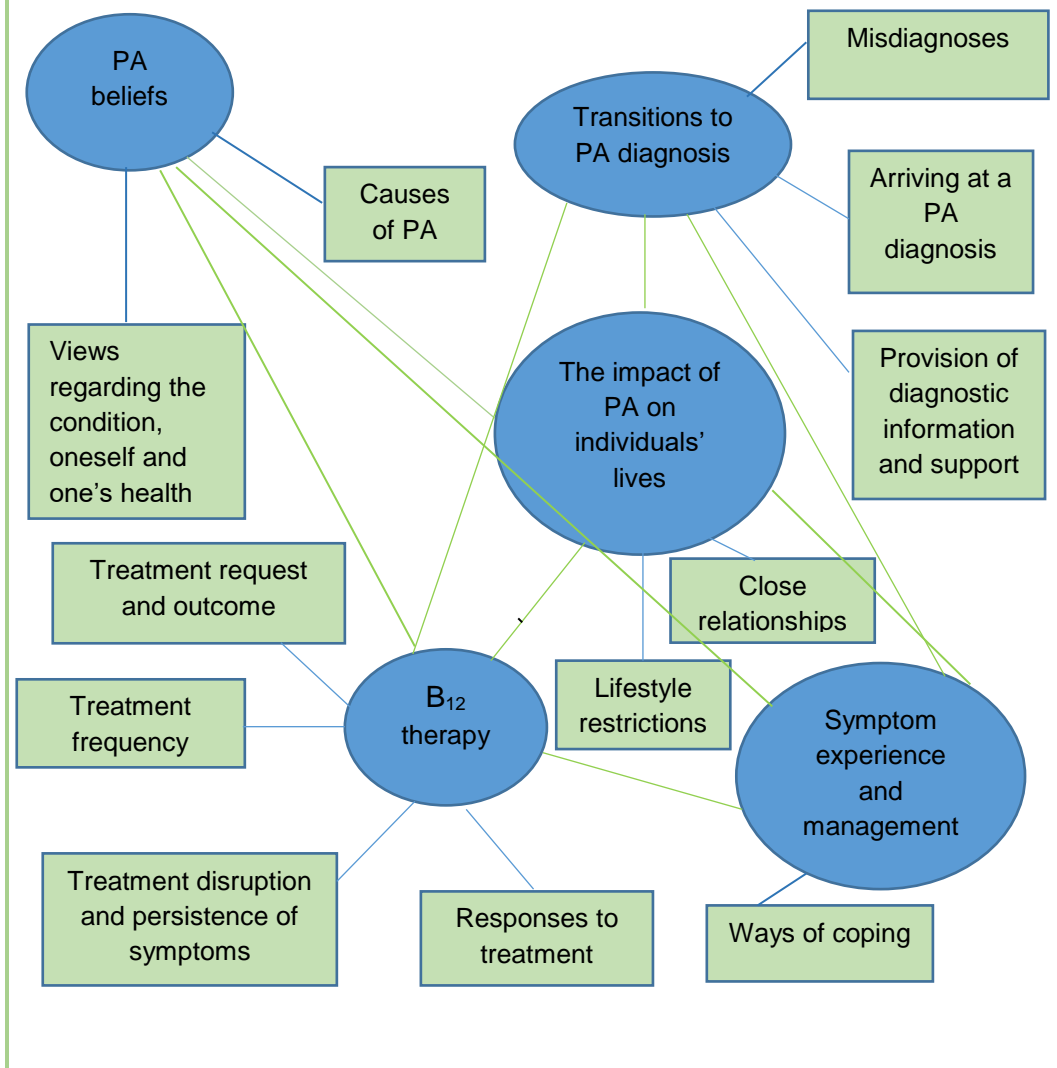 PA
beliefs
Misdiagnoses
Transitions to
PA diagnosis
Causes
of PA
Arriving at a
PA
diagnosis
Views
regarding the
condition,
oneself and
one’s health
The impact of
PA on
individuals’
lives
Provision of
diagnostic
information
and support
Treatment request
and outcome
Close
relationships
Treatment
frequency
B₁₂
therapy
Lifestyle
restrictions
Symptom
experience
and
management
Treatment disruption
and persistence of
symptoms
Responses to
treatment
Ways of coping